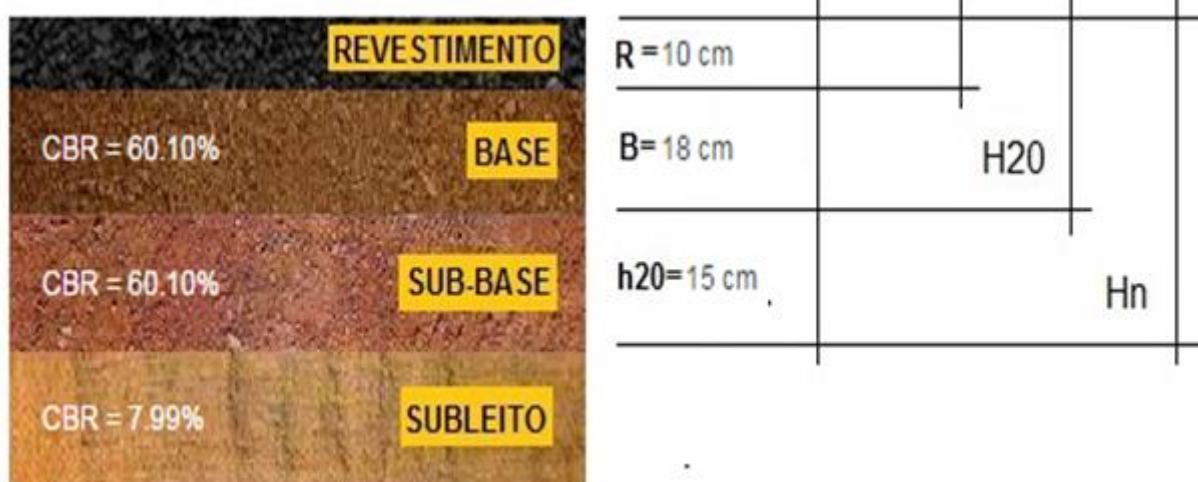 REVESTIMENTO
R = 10 cm
CBR = 60.10%
BASE
B= 18 cm
H20
CBR = 60.10%
SUB-BASE
h20= 15 cm
Hn
CBR = 7.99%
SUBLEITO